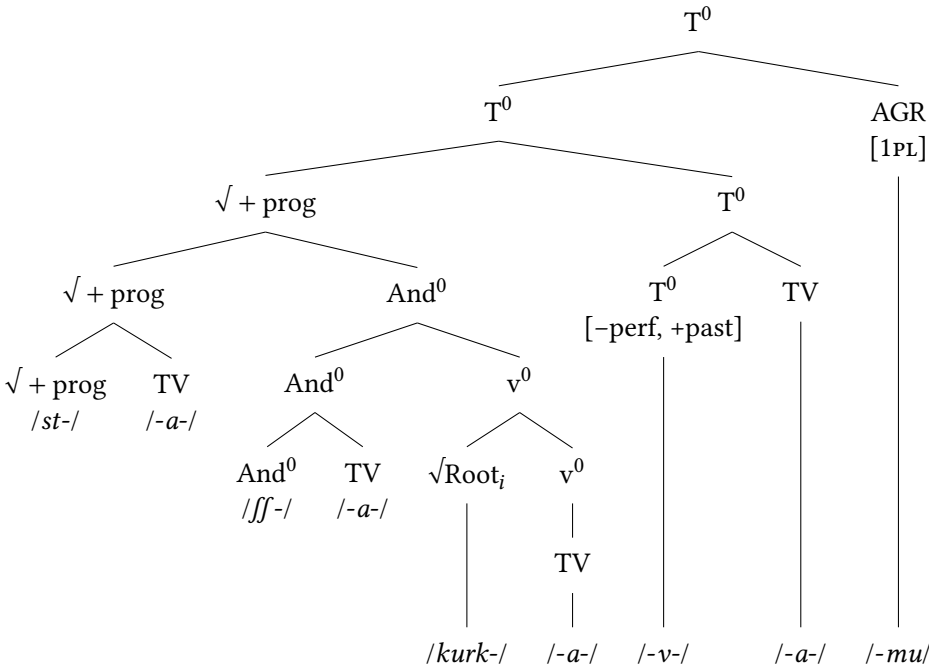 T⁰
T⁰ AGR
[1ᴘʟ]
√ + prog T⁰
√ + prog And⁰ T⁰ TV
[−perf, +past]
√ + prog TV And⁰ v⁰
/st-/ /-a-/
And⁰ TV √Rootᵢ v⁰
/ʃʃ-/ /-a-/
TV
/kurk-/ /-a-/ /-v-/ /-a-/ /-mu/